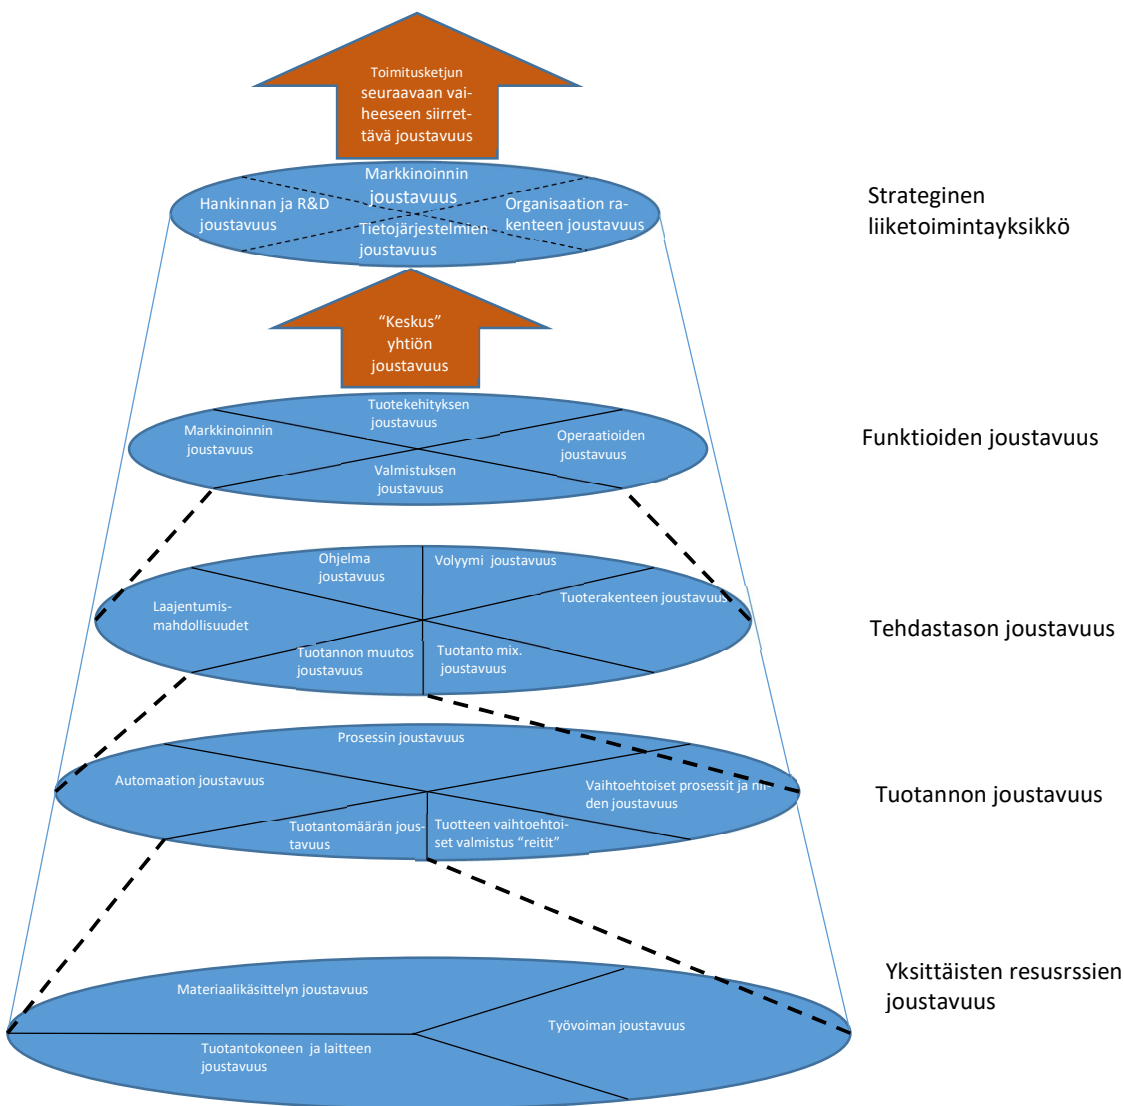 Toimitusketjun
seuraavaan vai-
heeseen siirret-
tävä joustavuus
Markkinoinnin
joustavuus
Hankinnan ja R&D
joustavuus
Organisaation ra-
kenteen joustavuus
Tietojärjestelmien
joustavuus
Strateginen
liiketoimintayksikkö
“Keskus”
yhtiön
joustavuus
Tuotekehityksen
joustavuus
Markkinoinnin
joustavuus
Operaatioiden
joustavuus
Valmistuksen
joustavuus
Funktioiden joustavuus
Ohjelma
joustavuus
Volyymi joustavuus
Laajentumis-
mahdollisuudet
Tuoterakenteen joustavuus
Tuotannon muutos
joustavuus
Tuotanto mix.
joustavuus
Tehdastason joustavuus
Prosessin joustavuus
Automaation joustavuus
Vaihtoehtoiset prosessit ja nii-
den joustavuus
Tuotantomäärän jous-
tavuus
Tuotteen vaihtoehtoi-
set valmistus “reitit”
Tuotannon joustavuus
Materiaalikäsittelyn joustavuus
Työvoiman joustavuus
Tuotantokoneen ja laitteen
joustavuus
Yksittäisten resusrssien
joustavuus